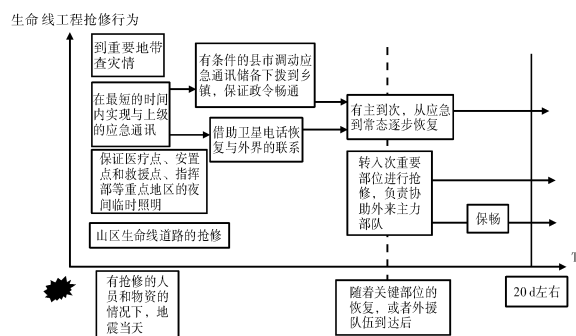 生命线工程抢修行为
到重要地带
查灾情
有条件的县市调动应
急通讯储备下拨到乡
镇，保证政令畅通
在最短的时间
内实现与上级
的应急通讯
有主到次，从应急
到常态逐步恢复
借助卫星电话恢
复与外界的联系
保证医疗点、安置
点和救援点、指挥
部等重点地区的夜
间临时照明
转入次重要
部位进行抢
修，负责协
助外来主力
部队
保畅
山区生命线道路的抢修
T
有抢修的人
员和物资的
情况下，地
震当天
随着关键部位的
恢复，或者外援
队伍到达后
20 d左右